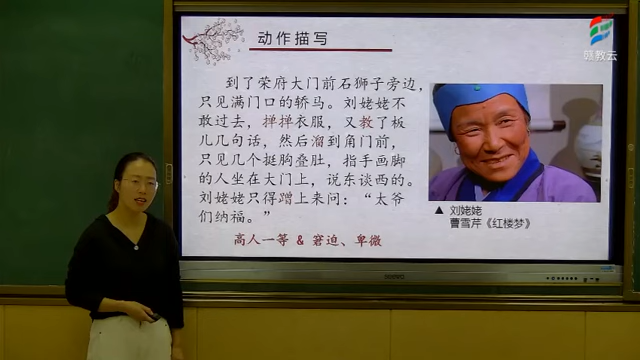 动作描写
赣教云
到了荣府大门前石狮子旁边,
只见满门口的轿马。刘姥姥不
敢过去,掸掸衣服,又教了板
儿几句话,然后溜到角门前,
只见几个挺胸叠肚,指手画脚
的人坐在大门上,说东谈西的。
刘姥姥只得蹭上来问:“太爷
们纳福。”
高人一等 & 窘迫、卑微
▲ 刘姥姥
曹雪芹《红楼梦》